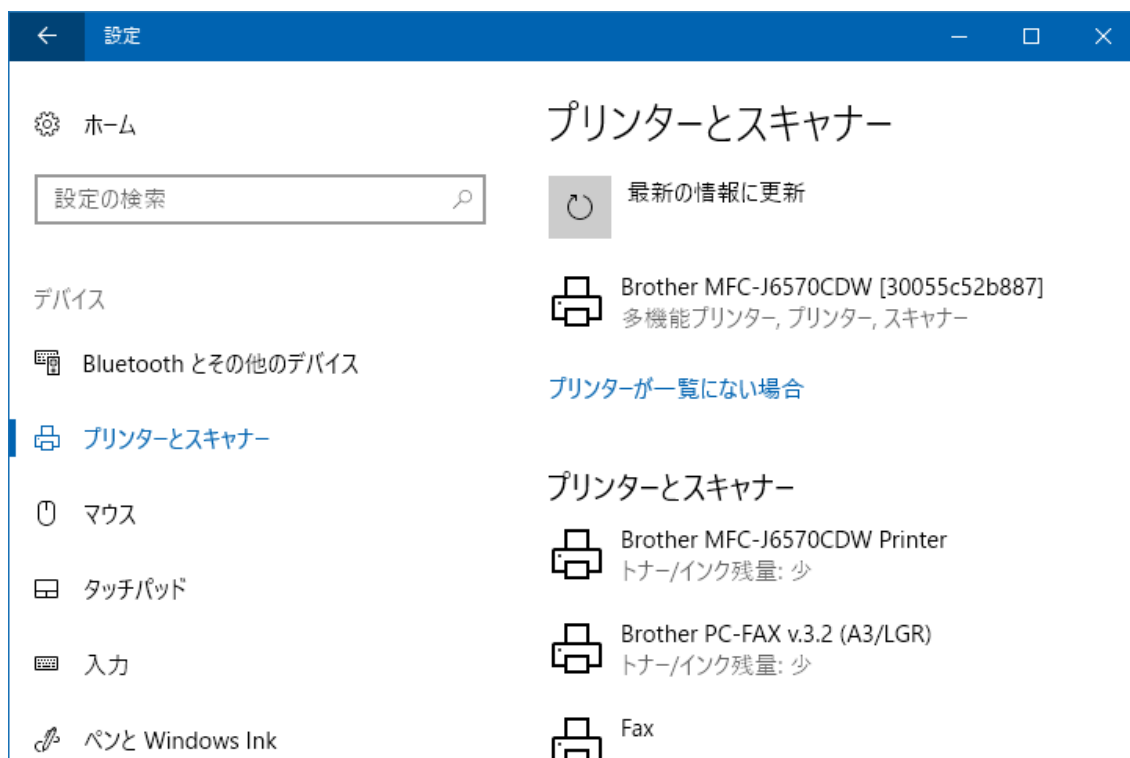 設定
ホーム
設定の検索
デバイス
Bluetooth とその他のデバイス
プリンターとスキャナー
マウス
タッチパッド
入力
ペンと Windows Ink
プリンターとスキャナー
最新の情報に更新
Brother MFC-J6570CDW [30055c52b887]
多機能プリンター, プリンター, スキャナー
プリンターが一覧にない場合
プリンターとスキャナー
Brother MFC-J6570CDW Printer
トナー/インク残量: 少
Brother PC-FAX v.3.2 (A3/LGR)
トナー/インク残量: 少
Fax